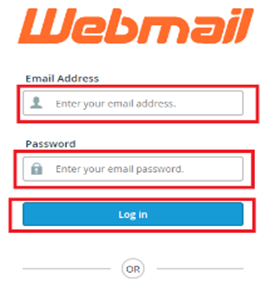 Webmail
Email Address
Enter your email address.
Password
Enter your email password.
Log in
OR